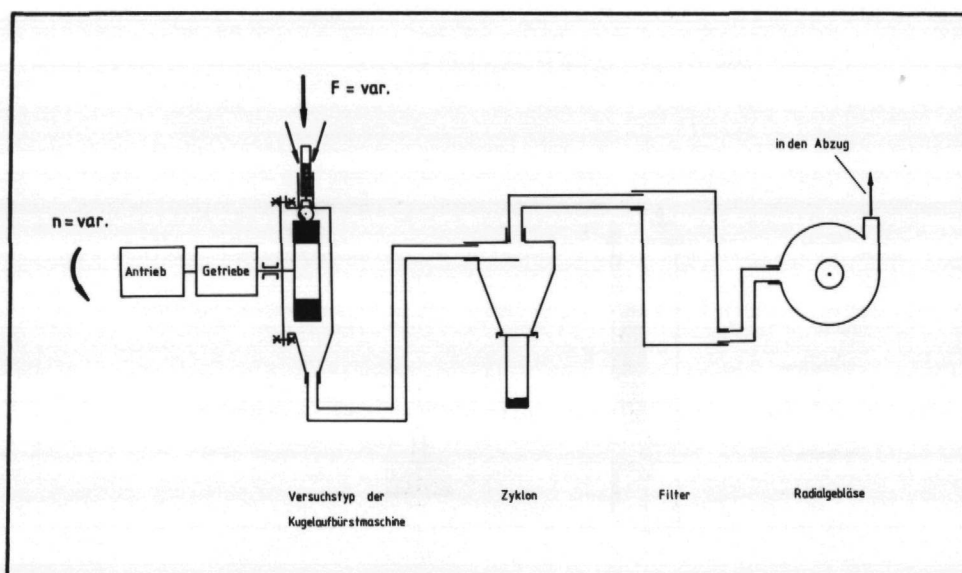 F = var.
in den Abzug
n= var.
Antrieb
Getriebe
Versuchstyp der
Kugelaufbürstmaschine
Zyklon
Filter
Radialgebläse